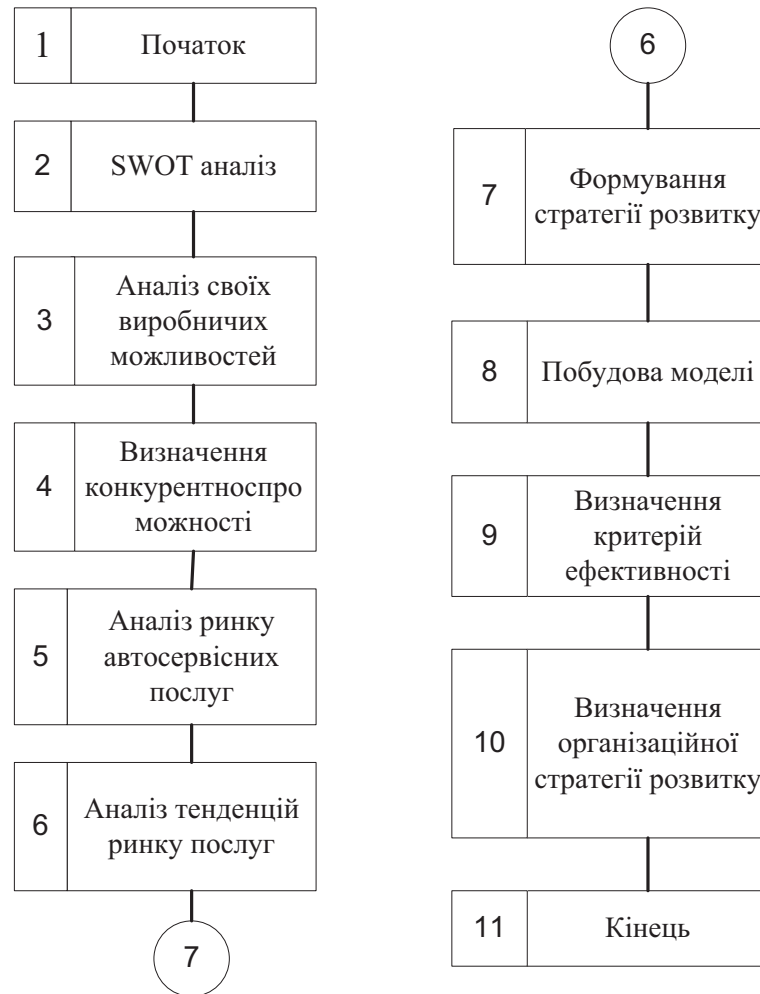 1
Початок
2
SWOT аналіз
3
Аналіз своїх
виробничих
можливостей
4
Визначення
конкурентноспро
можності
5
Аналіз ринку
автосервісних
послуг
6
Аналіз тенденцій
ринку послуг
7
6
7
Формування
стратегії розвитку
8
Побудова моделі
9
Визначення
критерій
ефективності
10
Визначення
організаційної
стратегії розвитку
11
Кінець